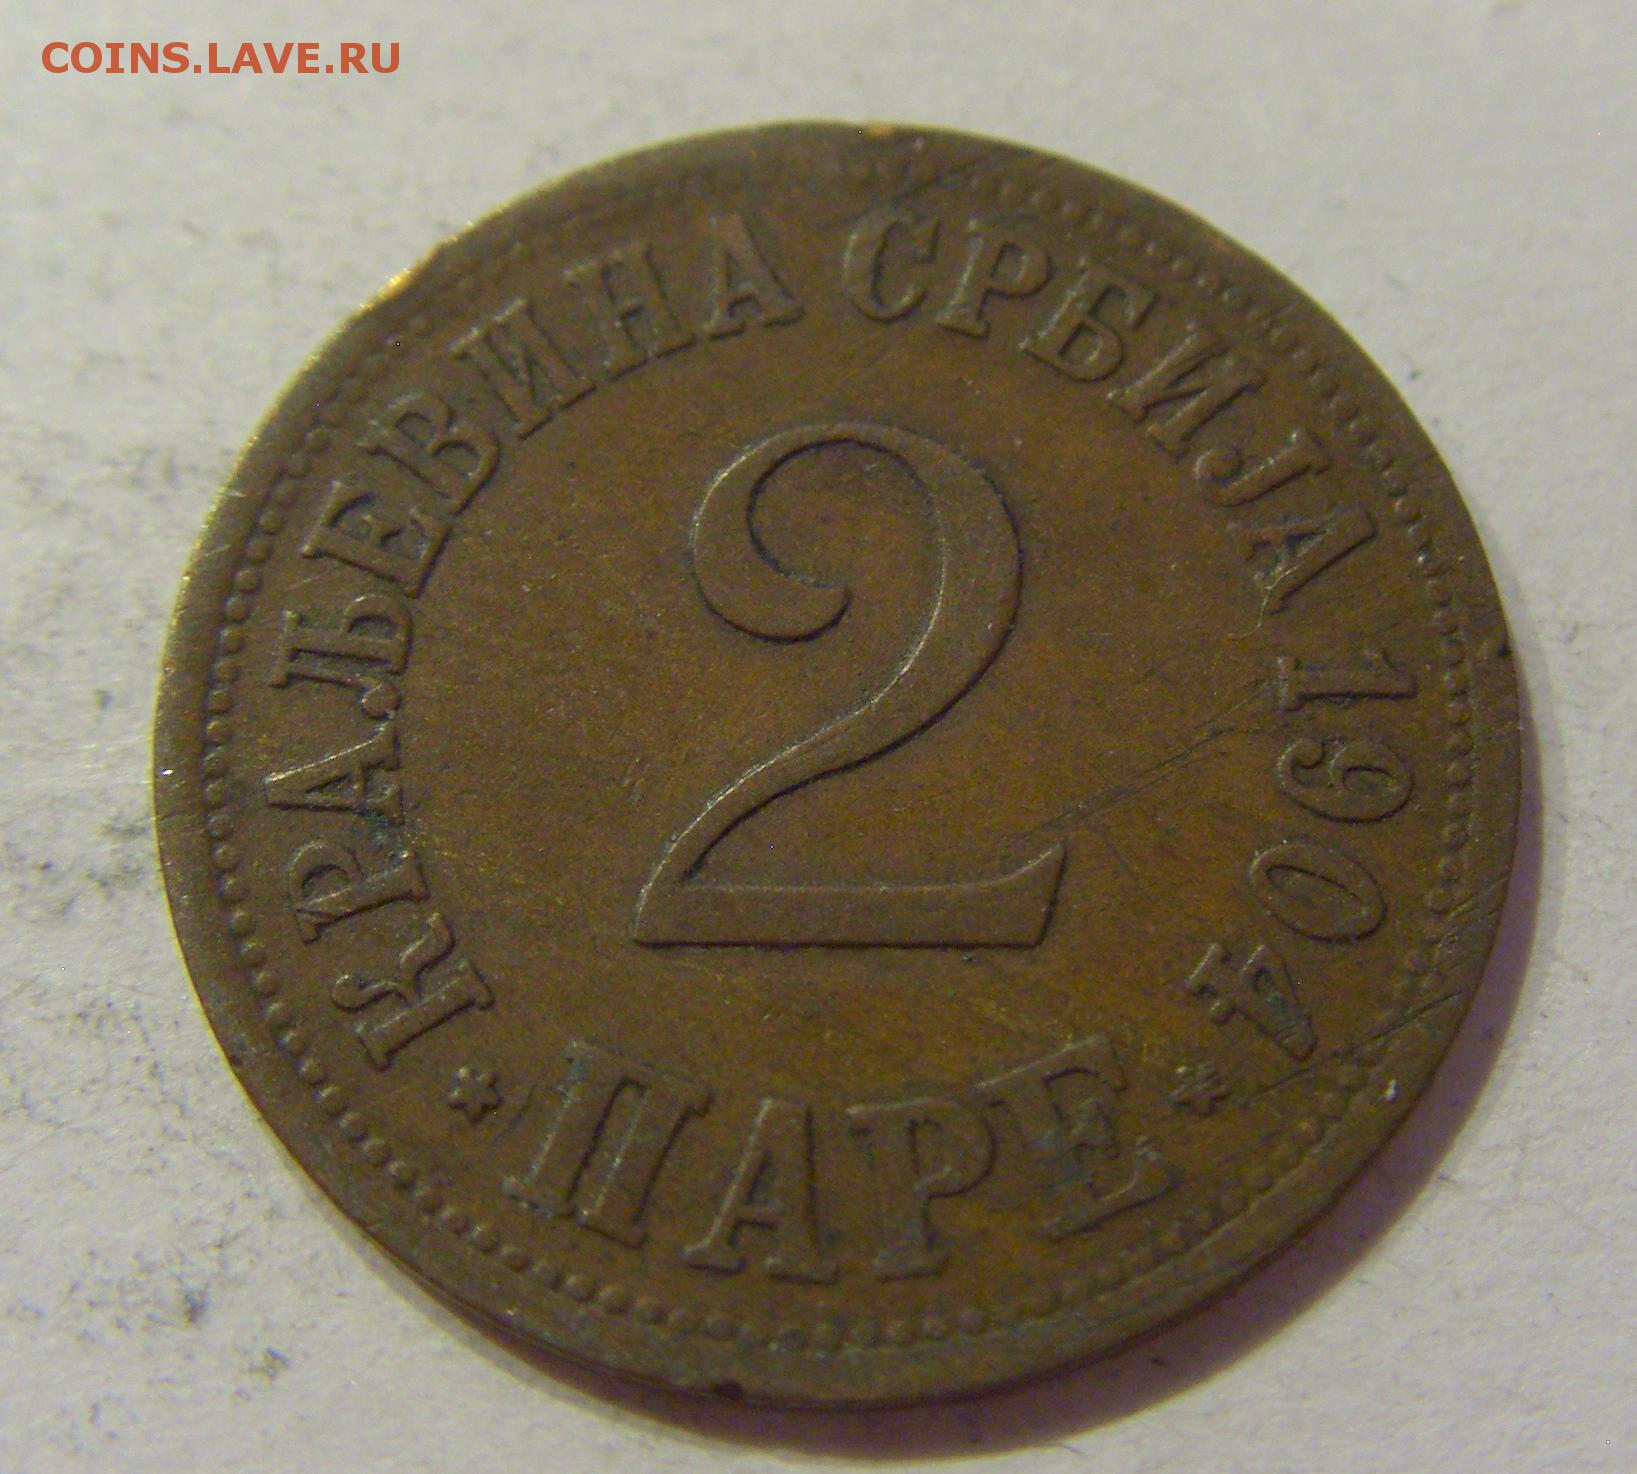 COINS.LAVE.RU
КРАЉЕВИНА СРБИЈА 1904
2
ПАРЕ